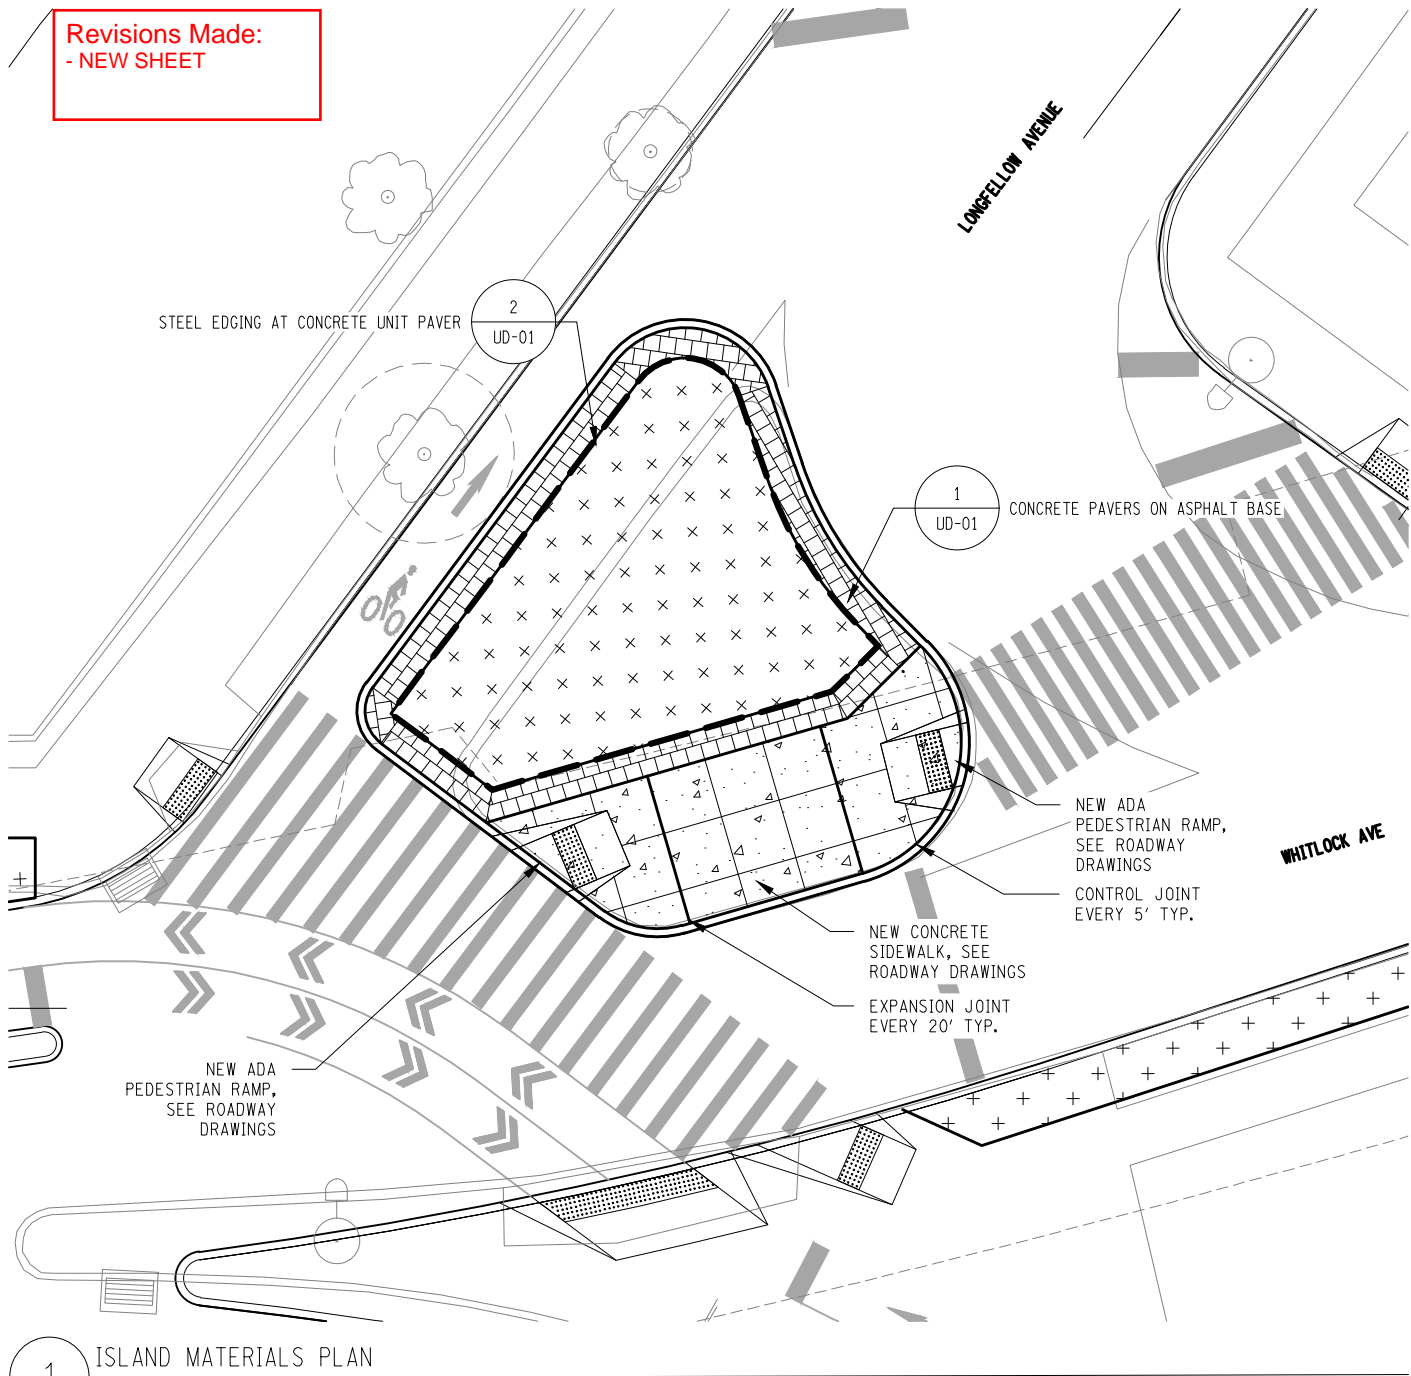 Revisions Made:
- NEW SHEET
LONGFELLOW AVENUE
STEEL EDGING AT CONCRETE UNIT PAVER
2
UD-01
1
UD-01
CONCRETE PAVERS ON ASPHALT BASE
NEW ADA
PEDESTRIAN RAMP,
SEE ROADWAY
DRAWINGS
WHITLOCK AVE
CONTROL JOINT
EVERY 5' TYP.
NEW CONCRETE
SIDEWALK, SEE
ROADWAY DRAWINGS
EXPANSION JOINT
EVERY 20' TYP.
NEW ADA
PEDESTRIAN RAMP,
SEE ROADWAY
DRAWINGS
1
ISLAND MATERIALS PLAN